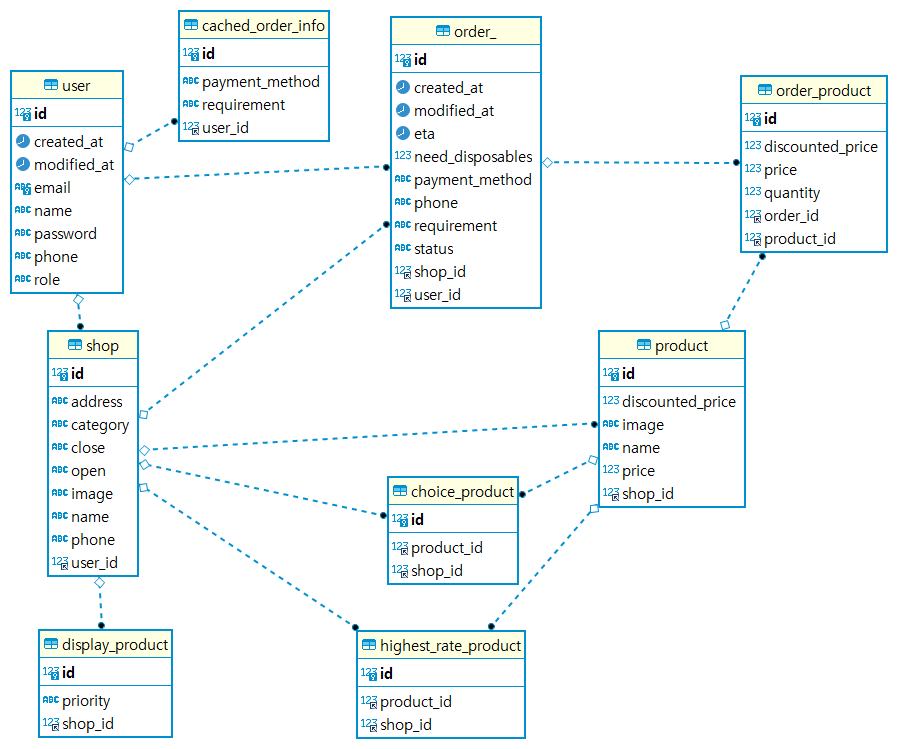 cached_order_info
id
payment_method
requirement
user_id
order_
id
created_at
modified_at
eta
need_disposables
payment_method
phone
requirement
status
shop_id
user_id
user
id
created_at
modified_at
email
name
password
phone
role
order_product
id
discounted_price
price
quantity
order_id
product_id
shop
id
address
category
close
open
image
name
phone
user_id
product
id
discounted_price
image
name
price
shop_id
choice_product
id
product_id
shop_id
display_product
id
priority
shop_id
highest_rate_product
id
product_id
shop_id